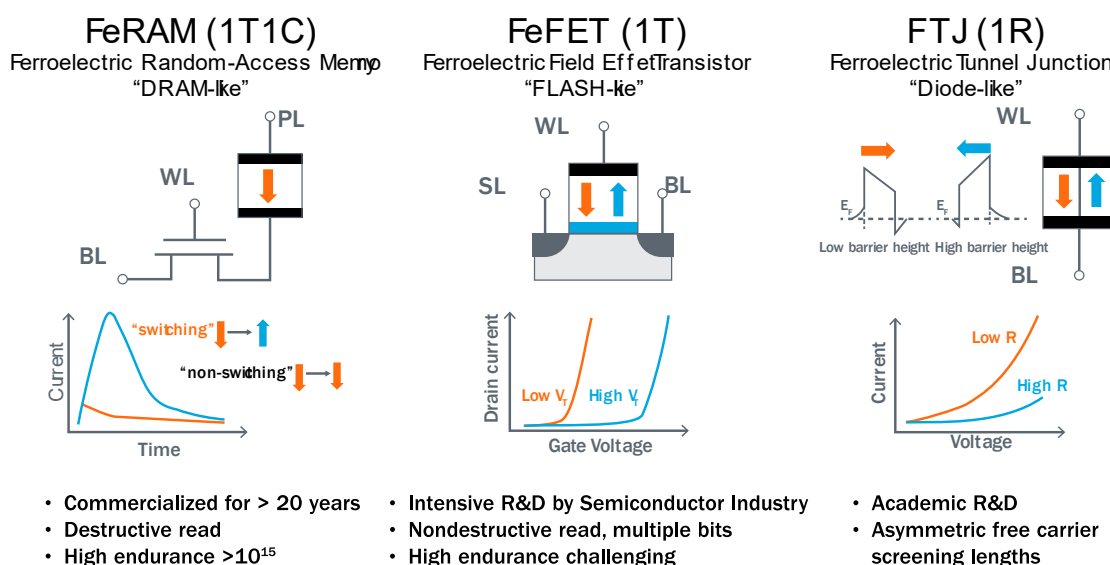 FeRAM (1T1C)
Ferroelectric Random-Access Memory
"DRAM-like"
PL
WL
BL
Current
"switching"
"non-switching"
Time
• Commercialized for > 20 years
• Destructive read
• High endurance >10¹⁵
FeFET (1T)
Ferroelectric Field Effet Transistor
"FLASH-like"
WL
SL
BL
Drain current
Low V_T
High V_T
Gate Voltage
• Intensive R&D by Semiconductor Industry
• Nondestructive read, multiple bits
• High endurance challenging
FTJ (1R)
Ferroelectric Tunnel Junction
"Diode-like"
WL
E_F
E_F
Low barrier height
High barrier height
BL
Current
Low R
High R
Voltage
• Academic R&D
• Asymmetric free carrier
screening lengths